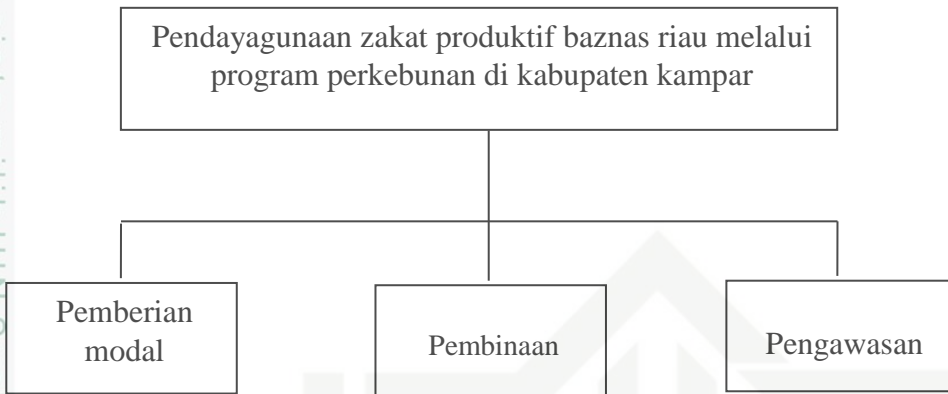 Pendayagunaan zakat produktif baznas riau melalui
program perkebunan di kabupaten kampar
Pemberian
modal
Pembinaan
Pengawasan